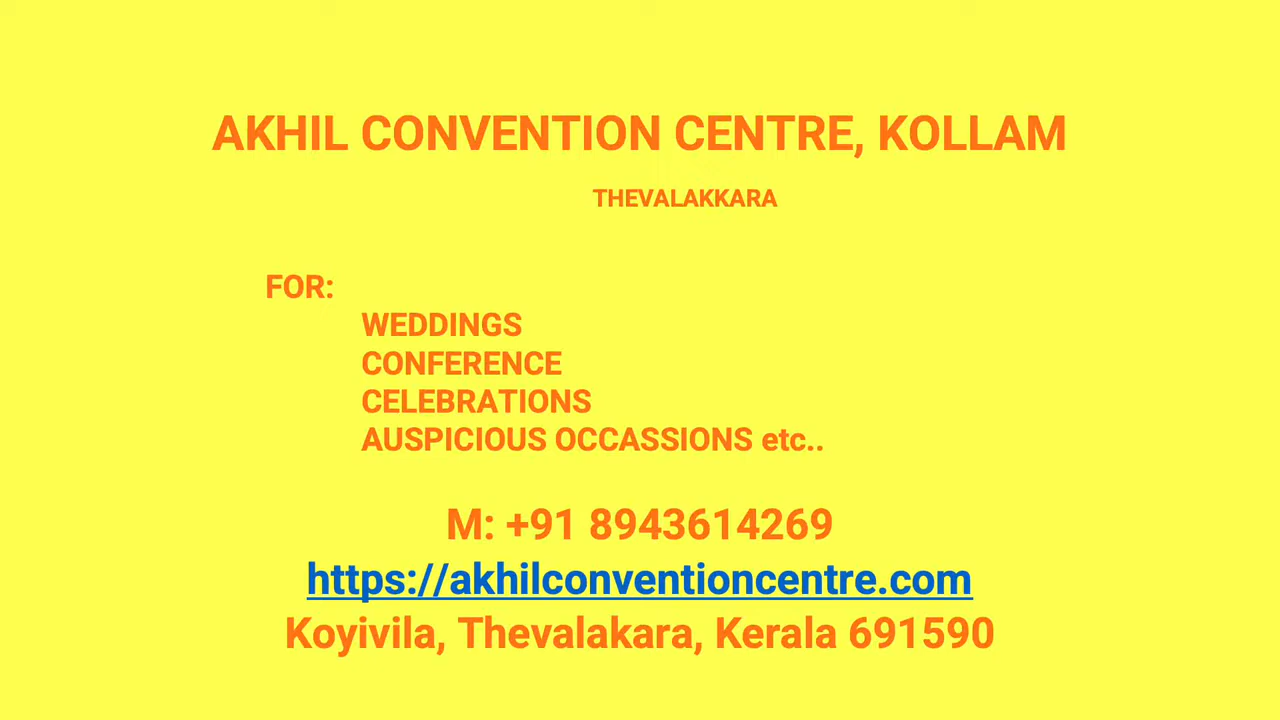 AKHIL CONVENTION CENTRE, KOLLAM
THEVALAKKARA
FOR:
WEDDINGS
CONFERENCE
CELEBRATIONS
AUSPICIOUS OCCASSIONS etc..
M: +91 8943614269
https://akhilconventioncentre.com
Koyivila, Thevalakara, Kerala 691590